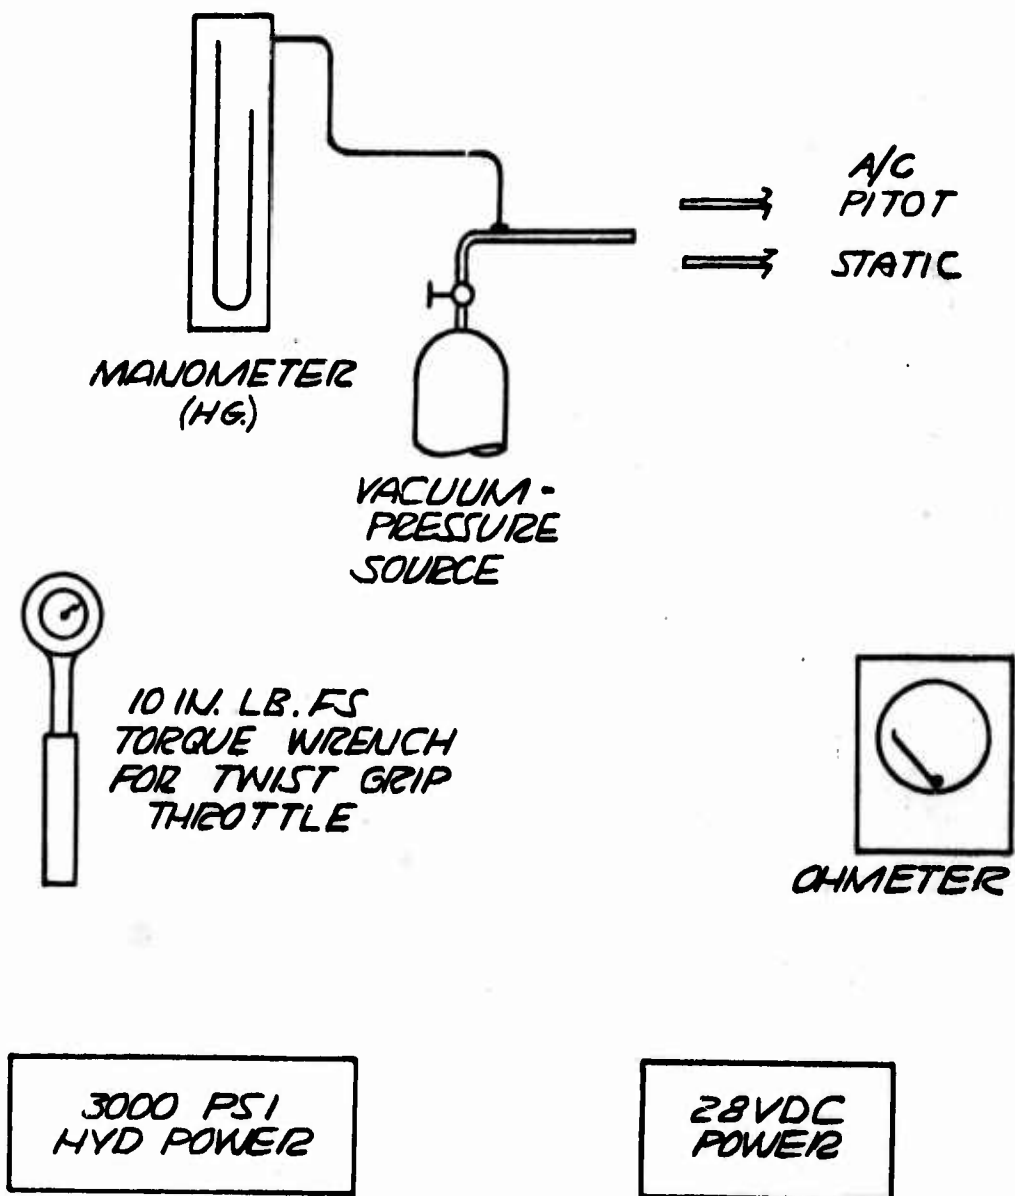 A/C
PITOT
STATIC
MANOMETER
(HG.)
VACUUM-
PRESSURE
SOURCE
10 IN. LB. FS
TORQUE WRENCH
FOR TWIST GRIP
THROTTLE
OHMETER
3000 PSI
HYD POWER
28VDC
POWER